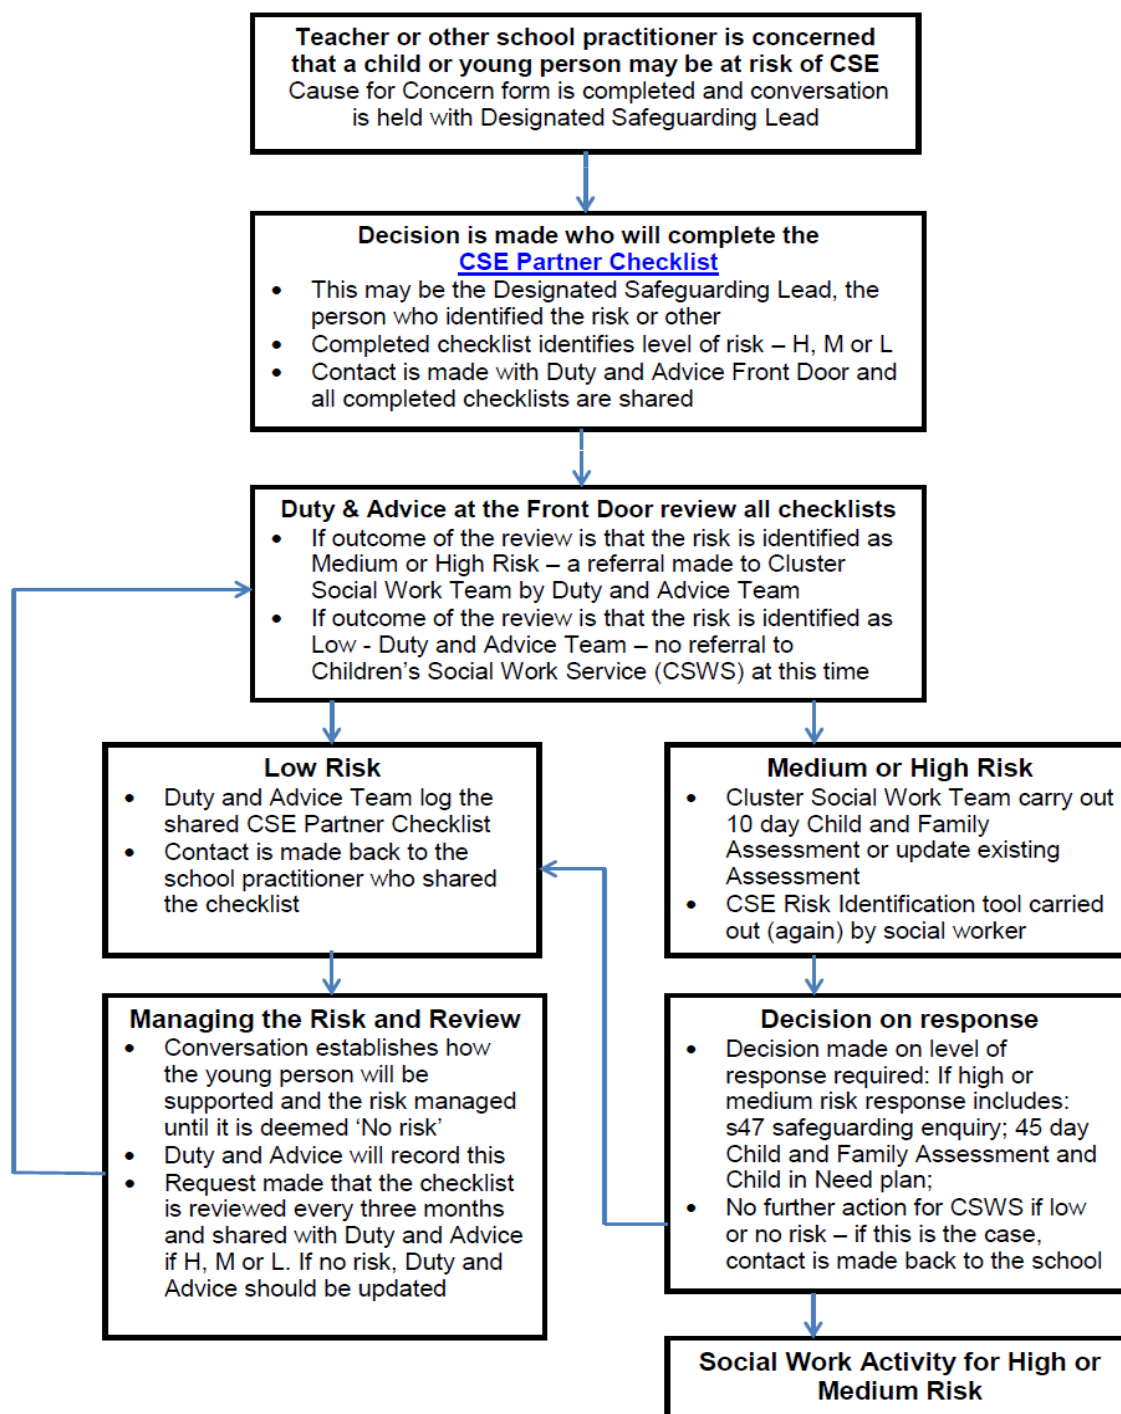 Teacher or other school practitioner is concerned
that a child or young person may be at risk of CSE
Cause for Concern form is completed and conversation
is held with Designated Safeguarding Lead
Decision is made who will complete the
CSE Partner Checklist
• This may be the Designated Safeguarding Lead, the
person who identified the risk or other
• Completed checklist identifies level of risk – H, M or L
• Contact is made with Duty and Advice Front Door and
all completed checklists are shared
Duty & Advice at the Front Door review all checklists
• If outcome of the review is that the risk is identified as
Medium or High Risk – a referral made to Cluster
Social Work Team by Duty and Advice Team
• If outcome of the review is that the risk is identified as
Low - Duty and Advice Team – no referral to
Children's Social Work Service (CSWS) at this time
Low Risk
• Duty and Advice Team log the
shared CSE Partner Checklist
• Contact is made back to the
school practitioner who shared
the checklist
Medium or High Risk
• Cluster Social Work Team carry out
10 day Child and Family
Assessment or update existing
Assessment
• CSE Risk Identification tool carried
out (again) by social worker
Managing the Risk and Review
• Conversation establishes how
the young person will be
supported and the risk managed
until it is deemed 'No risk'
• Duty and Advice will record this
• Request made that the checklist
is reviewed every three months
and shared with Duty and Advice
if H, M or L. If no risk, Duty and
Advice should be updated
Decision on response
• Decision made on level of
response required: If high or
medium risk response includes:
s47 safeguarding enquiry; 45 day
Child and Family Assessment and
Child in Need plan;
• No further action for CSWS if low
or no risk – if this is the case,
contact is made back to the school
Social Work Activity for High or
Medium Risk